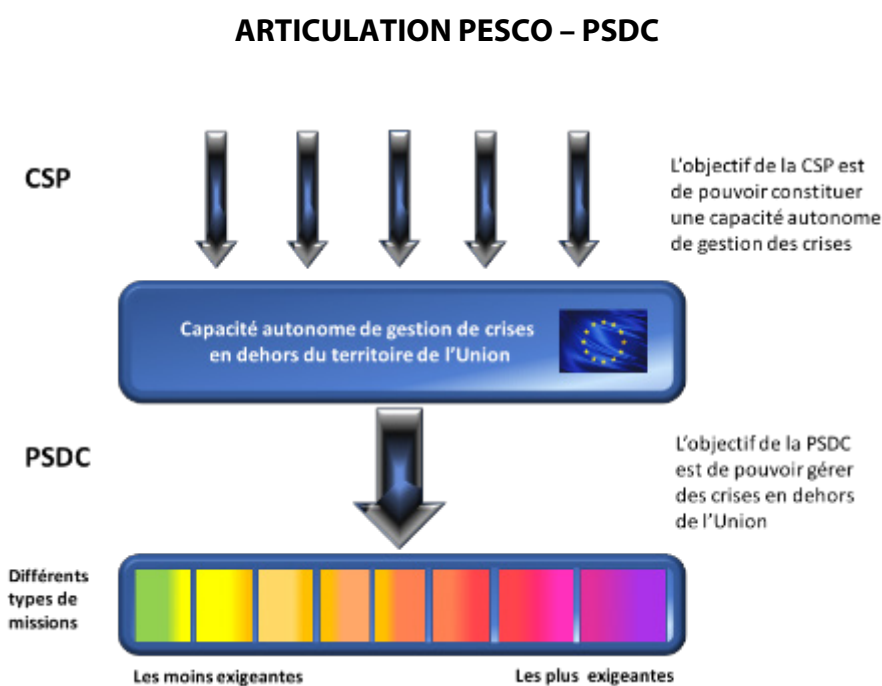 ARTICULATION PESCO – PSDC
CSP
L'objectif de la CSP est
de pouvoir constituer
une capacité autonome
de gestion des crises
Capacité autonome de gestion de crises
en dehors du territoire de l'Union
PSDC
L'objectif de la PSDC
est de pouvoir gérer
des crises en dehors
de l'Union
Différents
types de
missions
Les moins exigeantes
Les plus exigeantes